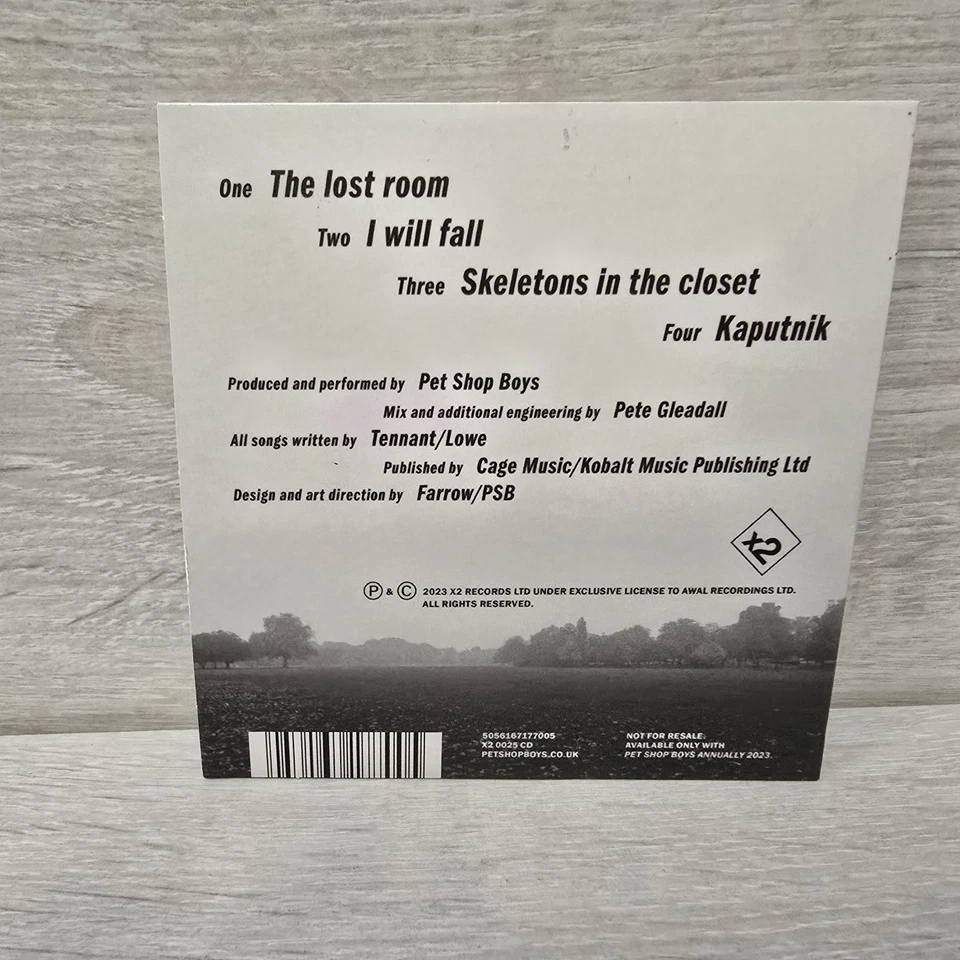 One The lost room
Two I will fall
Three Skeletons in the closet
Four Kaputnik
Produced and performed by Pet Shop Boys
Mix and additional engineering by Pete Gleadall
All songs written by Tennant/Lowe
Published by Cage Music/Kobalt Music Publishing Ltd
Design and art direction by Farrow/PSB
x2
Ⓟ & Ⓒ 2023 X2 RECORDS LTD UNDER EXCLUSIVE LICENSE TO AWAL RECORDINGS LTD.
ALL RIGHTS RESERVED.
5056167177005
X2 0025 CD
PETSHOPBOYS.CO.UK
NOT FOR RESALE.
AVAILABLE ONLY WITH
PET SHOP BOYS ANNUALLY 2023.